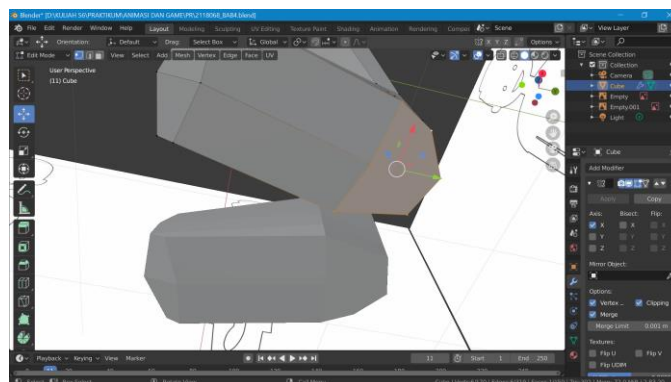 Blender* [D:\KULIAH S6\PRAKTIKUM\ANIMASI DAN GAME\PR\2118068_BAB4.blend]
File Edit Render Window Help Layout Modeling Sculpting UV Editing Texture Paint Shading Animation Rendering Compos Scene View Layer
Orientation: Default Drag: Select Box Global Options
Edit Mode View Select Add Mesh Vertex Edge Face UV
User Perspective
(11) Cube
Scene Collection
Collection
Camera
Cube
Empty
Empty.001
Light
Cube
Add Modifier
Apply Copy
Axis: Bisect: Flip:
X X X
Y Y Y
Z Z Z
Mirror Object:
Options:
Vertex .. Clipping
Merge
Merge Limit 0.001 m
Textures:
Flip U Flip V
Flip UDIM
Playback Keying View Marker 11 Start 1 End 250